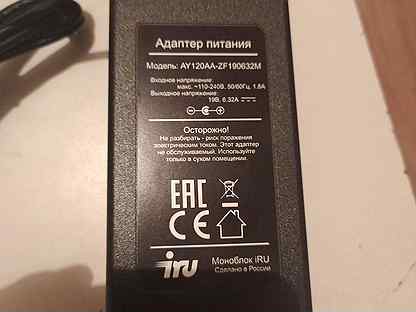 Адаптер питания
Модель: AY120AA-ZF190632M
Входное напряжение:
макс. ~110-240В, 50/60Гц, 1.8А
Выходное напряжение:
19В, 6.32А
Осторожно!
Не разбирать - риск поражения
электрическим током. Этот адаптер
не обслуживаемый. Используйте
только в сухом помещении.
EAC
CE
iru
Моноблок iRU
Сделано в России